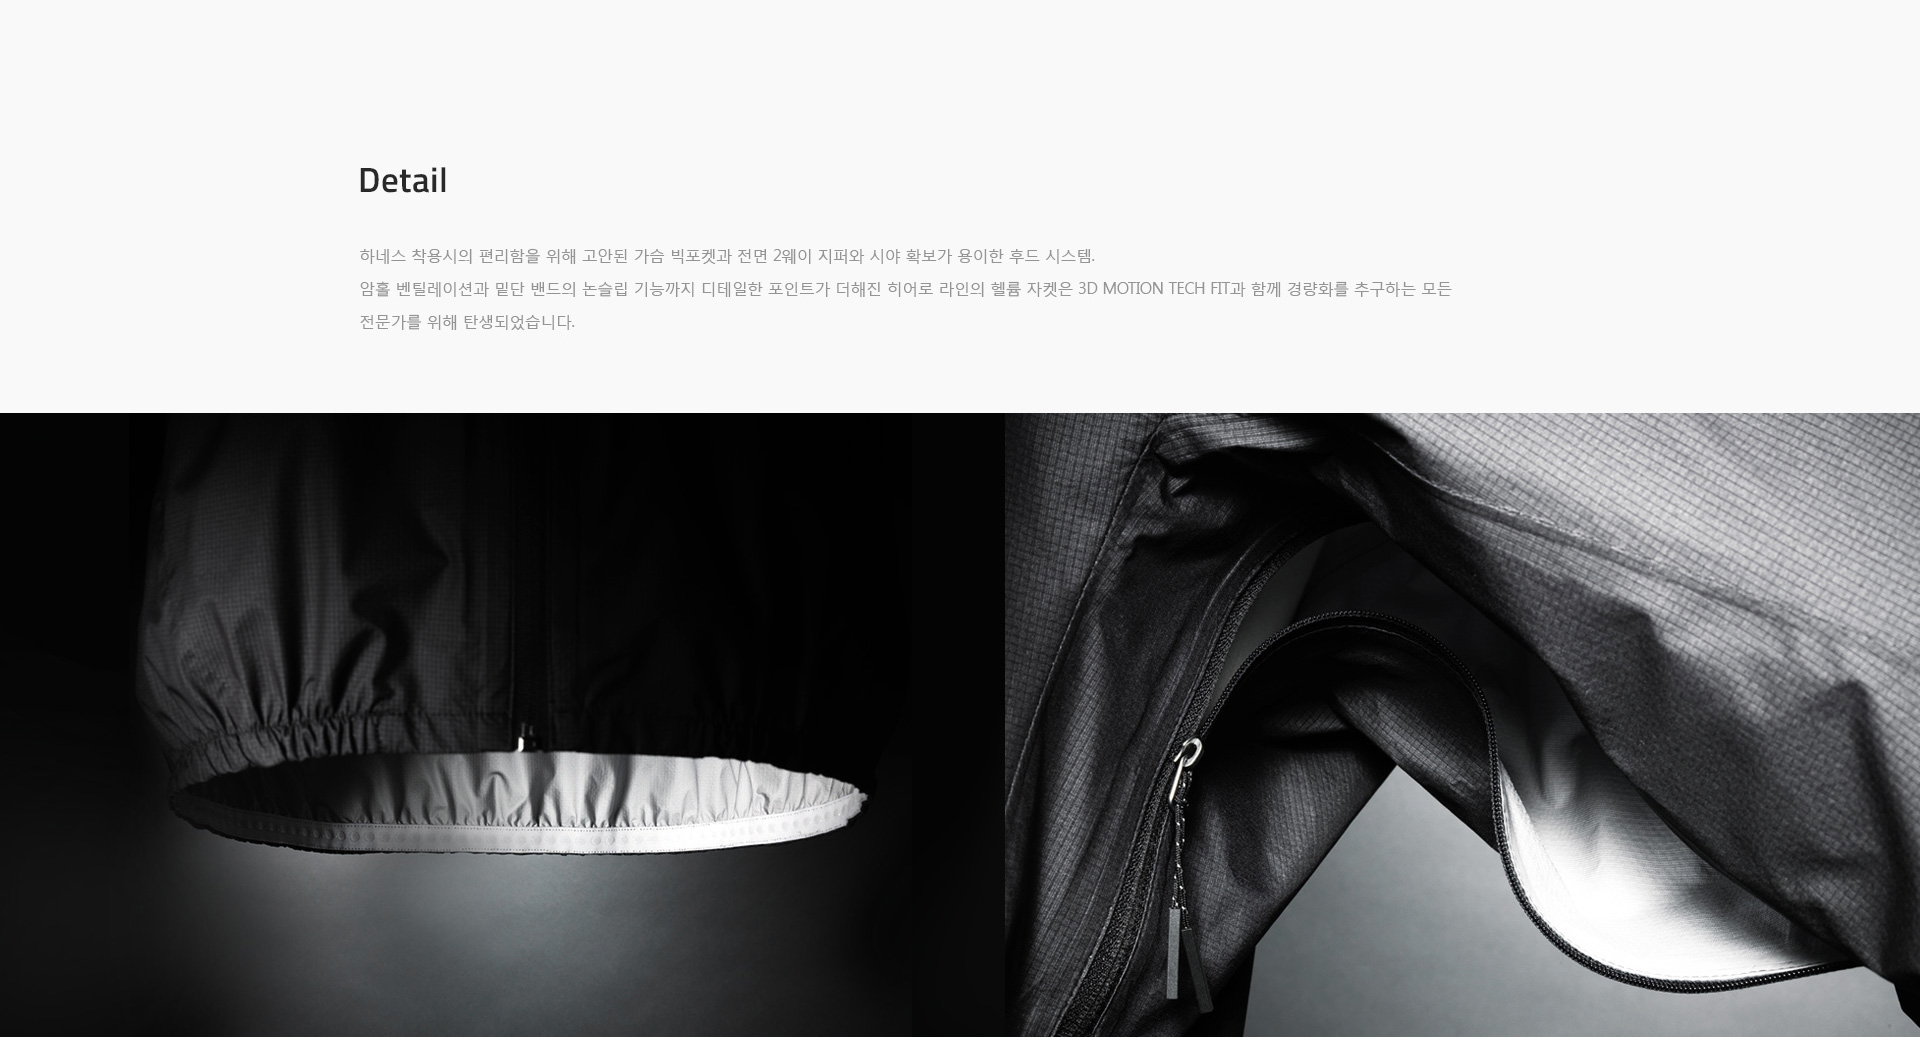 Detail
하네스 착용시의 편리함을 위해 고안된 가슴 빅포켓과 전면 2웨이 지퍼와 시야 확보가 용이한 후드 시스템.
암홀 벤틸레이션과 밑단 밴드의 논슬립 기능까지 디테일한 포인트가 더해진 히어로 라인의 헬륨 자켓은 3D MOTION TECH FIT과 함께 경량화를 추구하는 모든
전문가를 위해 탄생되었습니다.